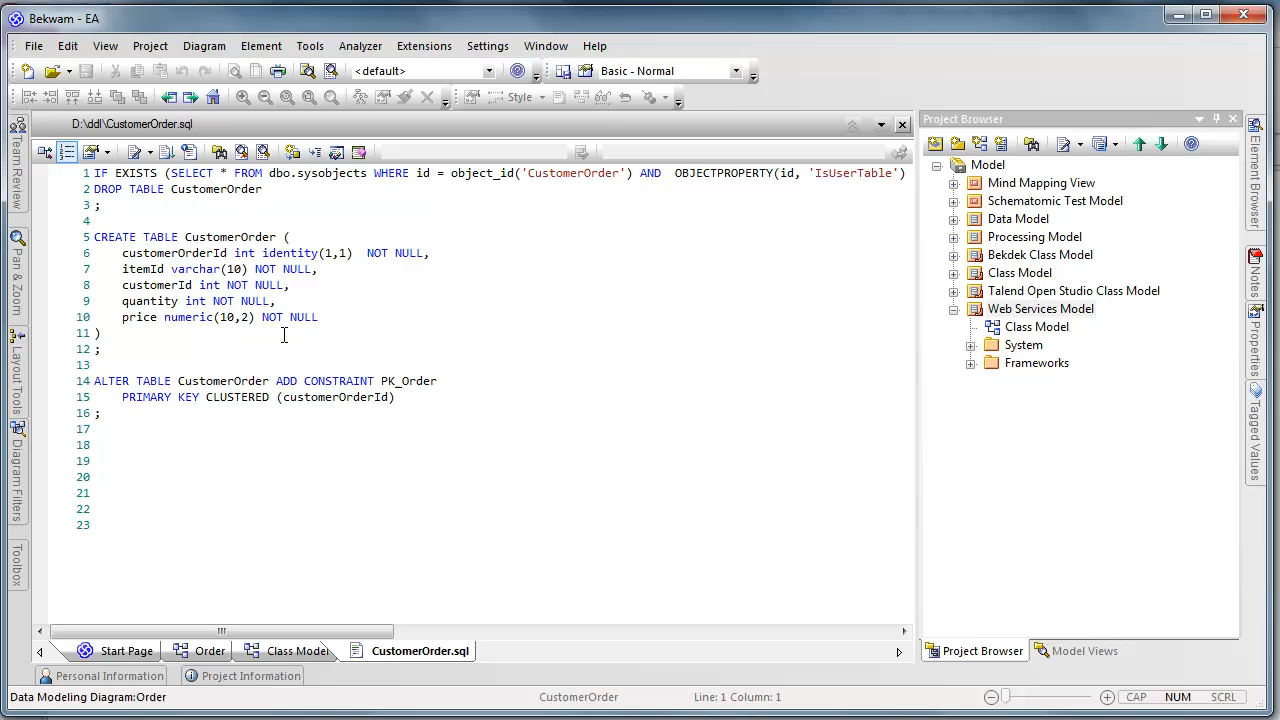 Bekwam - EA
File Edit View Project Diagram Element Tools Analyzer Extensions Settings Window Help
<default>
Basic - Normal
Style
D:\ddl\CustomerOrder.sql
1 IF EXISTS (SELECT * FROM dbo.sysobjects WHERE id = object_id('CustomerOrder') AND  OBJECTPROPERTY(id, 'IsUserTable')
2 DROP TABLE CustomerOrder
3 ;
4
5 CREATE TABLE CustomerOrder (
6     customerOrderId int identity(1,1)  NOT NULL,
7     itemId varchar(10) NOT NULL,
8     customerId int NOT NULL,
9     quantity int NOT NULL,
10     price numeric(10,2) NOT NULL
11 )
12 ;
13
14 ALTER TABLE CustomerOrder ADD CONSTRAINT PK_Order
15     PRIMARY KEY CLUSTERED (customerOrderId)
16 ;
17
18
19
20
21
22
23
Team Review
Pan & Zoom
Layout Tools
Diagram Filters
Toolbox
Project Browser
Model
Mind Mapping View
Schematomic Test Model
Data Model
Processing Model
Bekdek Class Model
Class Model
Talend Open Studio Class Model
Web Services Model
Class Model
System
Frameworks
Element Browser
Notes
Properties
Tagged Values
Start Page
Order
Class Model
CustomerOrder.sql
Project Browser
Model Views
Personal Information
Project Information
Data Modeling Diagram:Order
CustomerOrder
Line: 1 Column: 1
CAP NUM SCRL